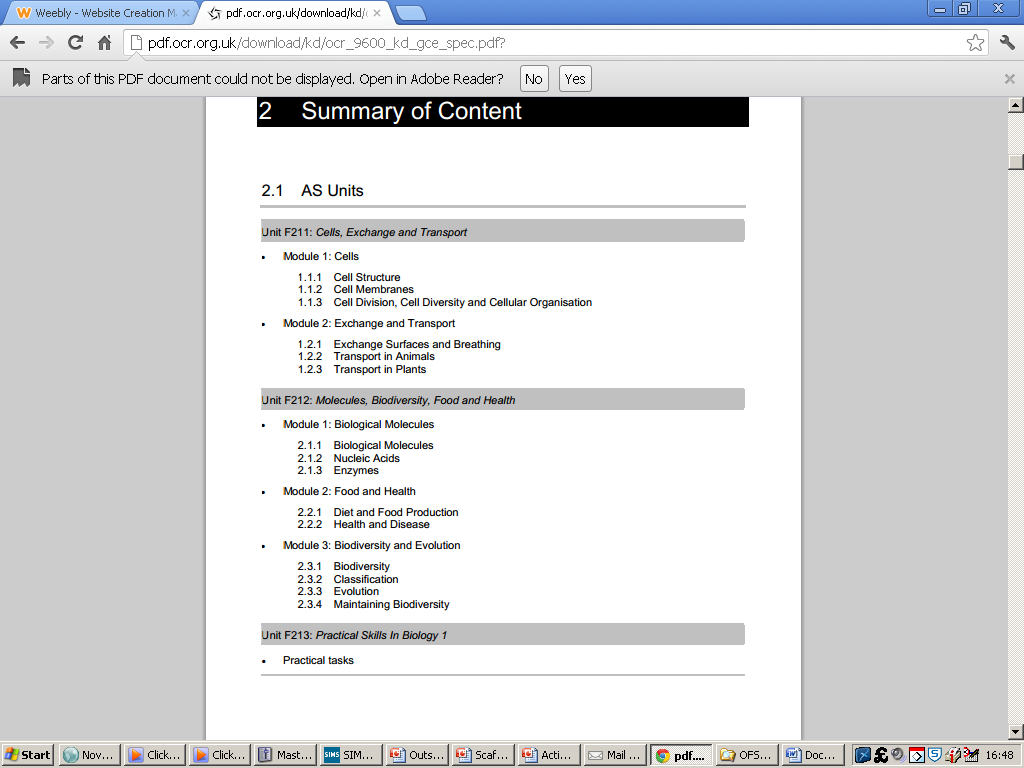 Weebly - Website Creation M
pdf.ocr.org.uk/download/kd/
pdf.ocr.org.uk/download/kd/ocr_9600_kd_gce_spec.pdf?
Parts of this PDF document could not be displayed. Open in Adobe Reader? No Yes
2 Summary of Content
2.1 AS Units
Unit F211: Cells, Exchange and Transport
• Module 1: Cells
1.1.1 Cell Structure
1.1.2 Cell Membranes
1.1.3 Cell Division, Cell Diversity and Cellular Organisation
• Module 2: Exchange and Transport
1.2.1 Exchange Surfaces and Breathing
1.2.2 Transport in Animals
1.2.3 Transport in Plants
Unit F212: Molecules, Biodiversity, Food and Health
• Module 1: Biological Molecules
2.1.1 Biological Molecules
2.1.2 Nucleic Acids
2.1.3 Enzymes
• Module 2: Food and Health
2.2.1 Diet and Food Production
2.2.2 Health and Disease
• Module 3: Biodiversity and Evolution
2.3.1 Biodiversity
2.3.2 Classification
2.3.3 Evolution
2.3.4 Maintaining Biodiversity
Unit F213: Practical Skills In Biology 1
• Practical tasks
Start Nov... Click... Click... Mast... SIMS SIM... Outs... Scaf... Acti... Mail ... pdf.... OFS... Doc... 16:48